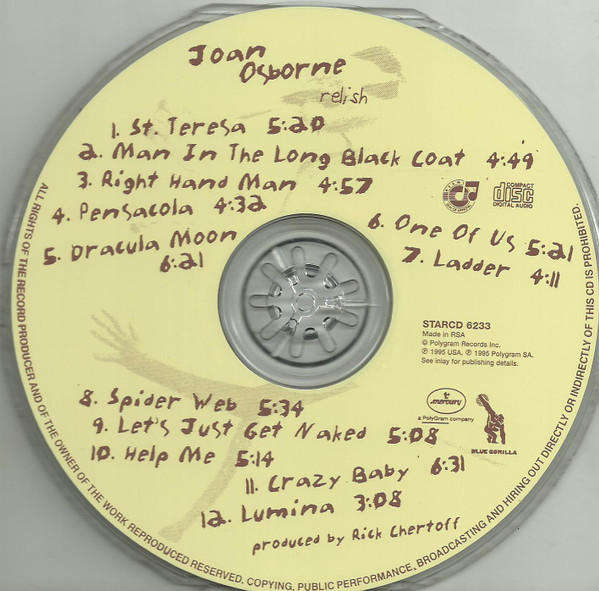 Joan
Osborne
relish
1. St. Teresa 5:20
2. Man In The Long Black Coat 4:49
3. Right Hand Man 4:57
4. Pensacola 4:32
5. Dracula Moon
6:21
6. One Of Us 5:21
7. Ladder 4:11
COMPACT
disc
DIGITAL AUDIO
STARCD 6233
Made in RSA
© Polygram Records Inc.
℗ 1995 USA, ℗ 1995 Polygram SA.
See inlay for publishing details.
8. Spider Web 5:34
9. Let's Just Get Naked 5:08
10. Help Me 5:14
11. Crazy Baby 6:31
12. Lumina 3:08
mercury
a PolyGram company
BLUE GORILLA
produced by Rick Chertoff
ALL RIGHTS OF THE RECORD PRODUCER AND OF THE OWNER OF THE WORK REPRODUCED RESERVED. COPYING, PUBLIC PERFORMANCE, BROADCASTING AND HIRING OUT DIRECTLY OR INDIRECTLY OF THIS CD IS PROHIBITED.